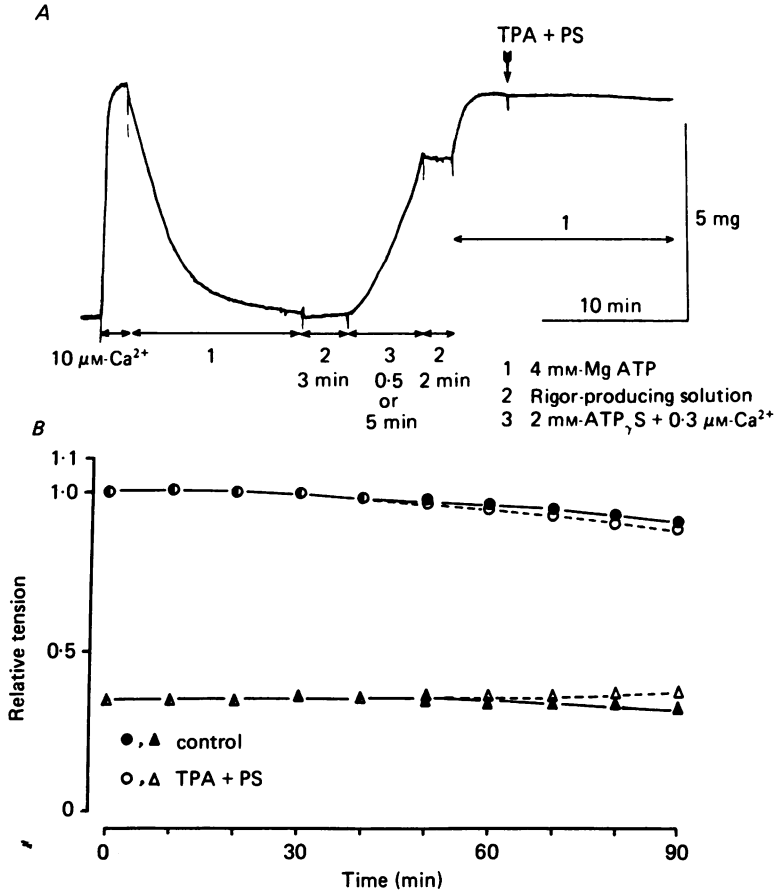 A
TPA + PS
5 mg
1
10 min
10 μM-Ca²⁺
1
2
3
2
3 min
0·5
2 min
or
5 min
1 4 mM-Mg ATP
2 Rigor-producing solution
3 2 mM-ATPγS + 0·3 μM-Ca²⁺
B
1·1
1·0
0·5
0
Relative tension
●,▲ control
○,△ TPA + PS
0
30
60
90
Time (min)